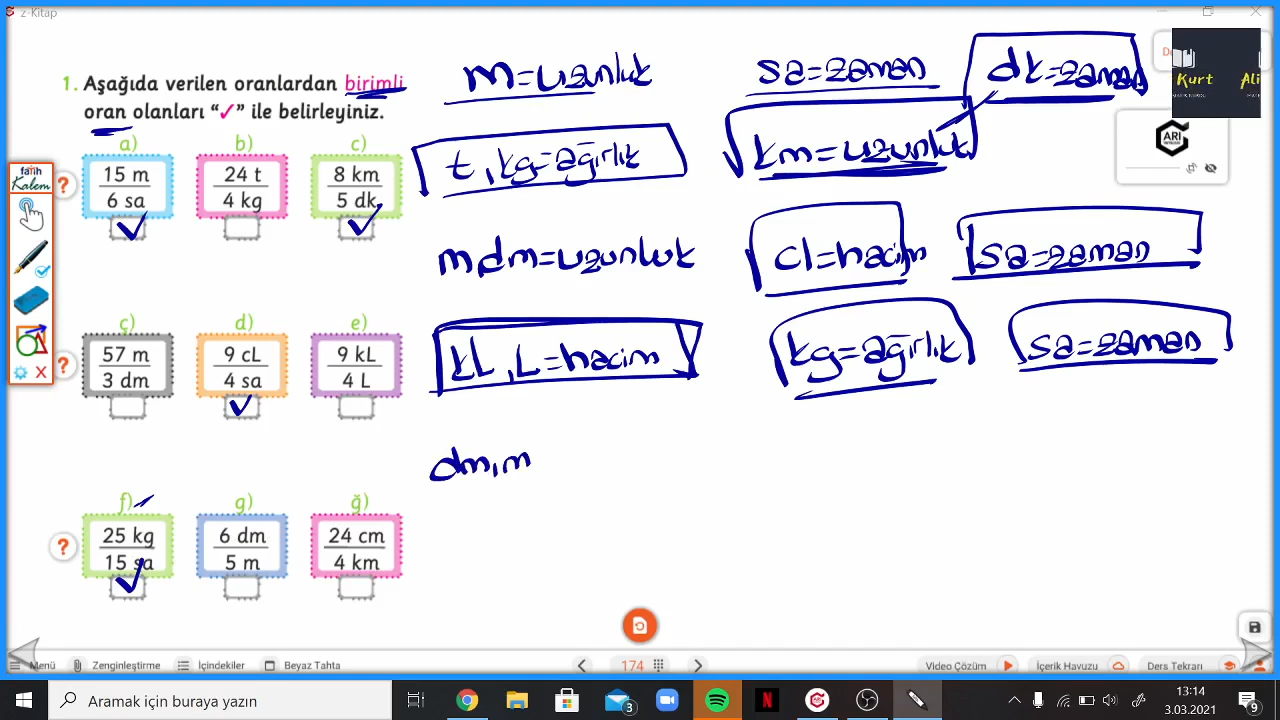 z-Kitap
1. Aşağıda verilen oranlardan birimli
oran olanları “✓” ile belirleyiniz.
m=uzunluk
sa=zaman
dk=zaman
Kurt Ali
a) b) c)
15 m
6 sa
24 t
4 kg
8 km
5 dk
t, kg=ağırlık
km=uzunluk
ARI
fatih
Kalem
m,dm=uzunluk
cl=hacim
sa=zaman
ç) d) e)
57 m
3 dm
9 cL
4 sa
9 kL
4 L
kL, L=hacim
kg=ağırlık
sa=zaman
dm,m
f) g) ğ)
25 kg
15 sa
6 dm
5 m
24 cm
4 km
Menü Zenginleştirme İçindekiler Beyaz Tahta 174 Video Çözüm İçerik Havuzu Ders Tekrarı
Aramak için buraya yazın
3
13:14
3.03.2021
9